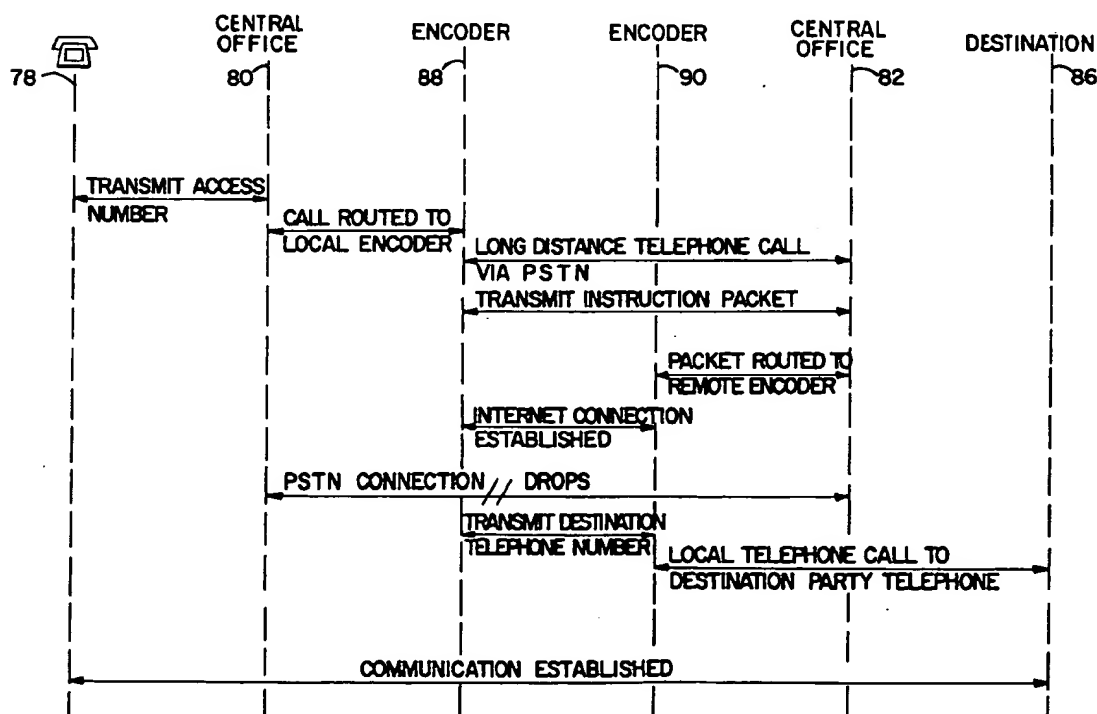 CENTRAL
OFFICE
ENCODER
ENCODER
CENTRAL
OFFICE
DESTINATION
78
80
88
90
82
86
TRANSMIT ACCESS
NUMBER
CALL ROUTED TO
LOCAL ENCODER
LONG DISTANCE TELEPHONE CALL
VIA PSTN
TRANSMIT INSTRUCTION PACKET
PACKET ROUTED TO
REMOTE ENCODER
INTERNET CONNECTION
ESTABLISHED
PSTN CONNECTION // DROPS
TRANSMIT DESTINATION
TELEPHONE NUMBER
LOCAL TELEPHONE CALL TO
DESTINATION PARTY TELEPHONE
COMMUNICATION ESTABLISHED